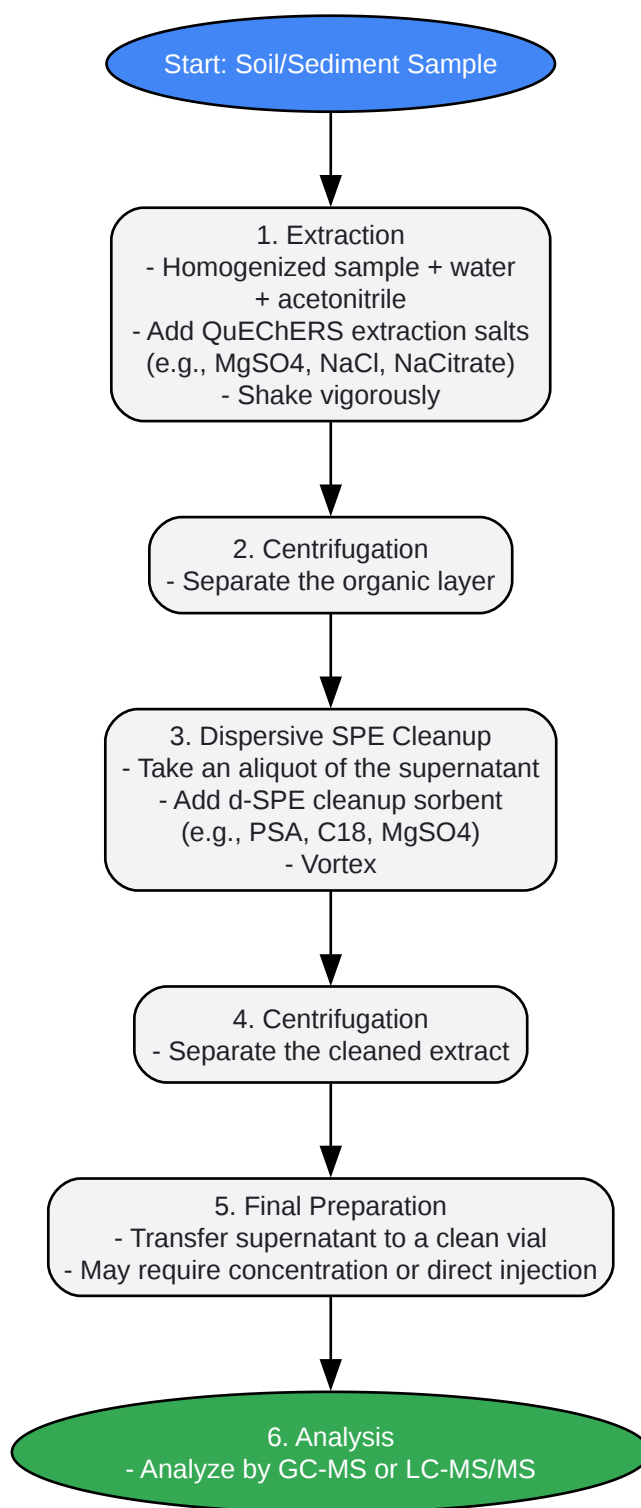 Start: Soil/Sediment Sample
1. Extraction
- Homogenized sample + water
+ acetonitrile
- Add QuEChERS extraction salts
(e.g., MgSO4, NaCl, NaCitrate)
- Shake vigorously
2. Centrifugation
- Separate the organic layer
3. Dispersive SPE Cleanup
- Take an aliquot of the supernatant
- Add d-SPE cleanup sorbent
(e.g., PSA, C18, MgSO4)
- Vortex
4. Centrifugation
- Separate the cleaned extract
5. Final Preparation
- Transfer supernatant to a clean vial
- May require concentration or direct injection
6. Analysis
- Analyze by GC-MS or LC-MS/MS